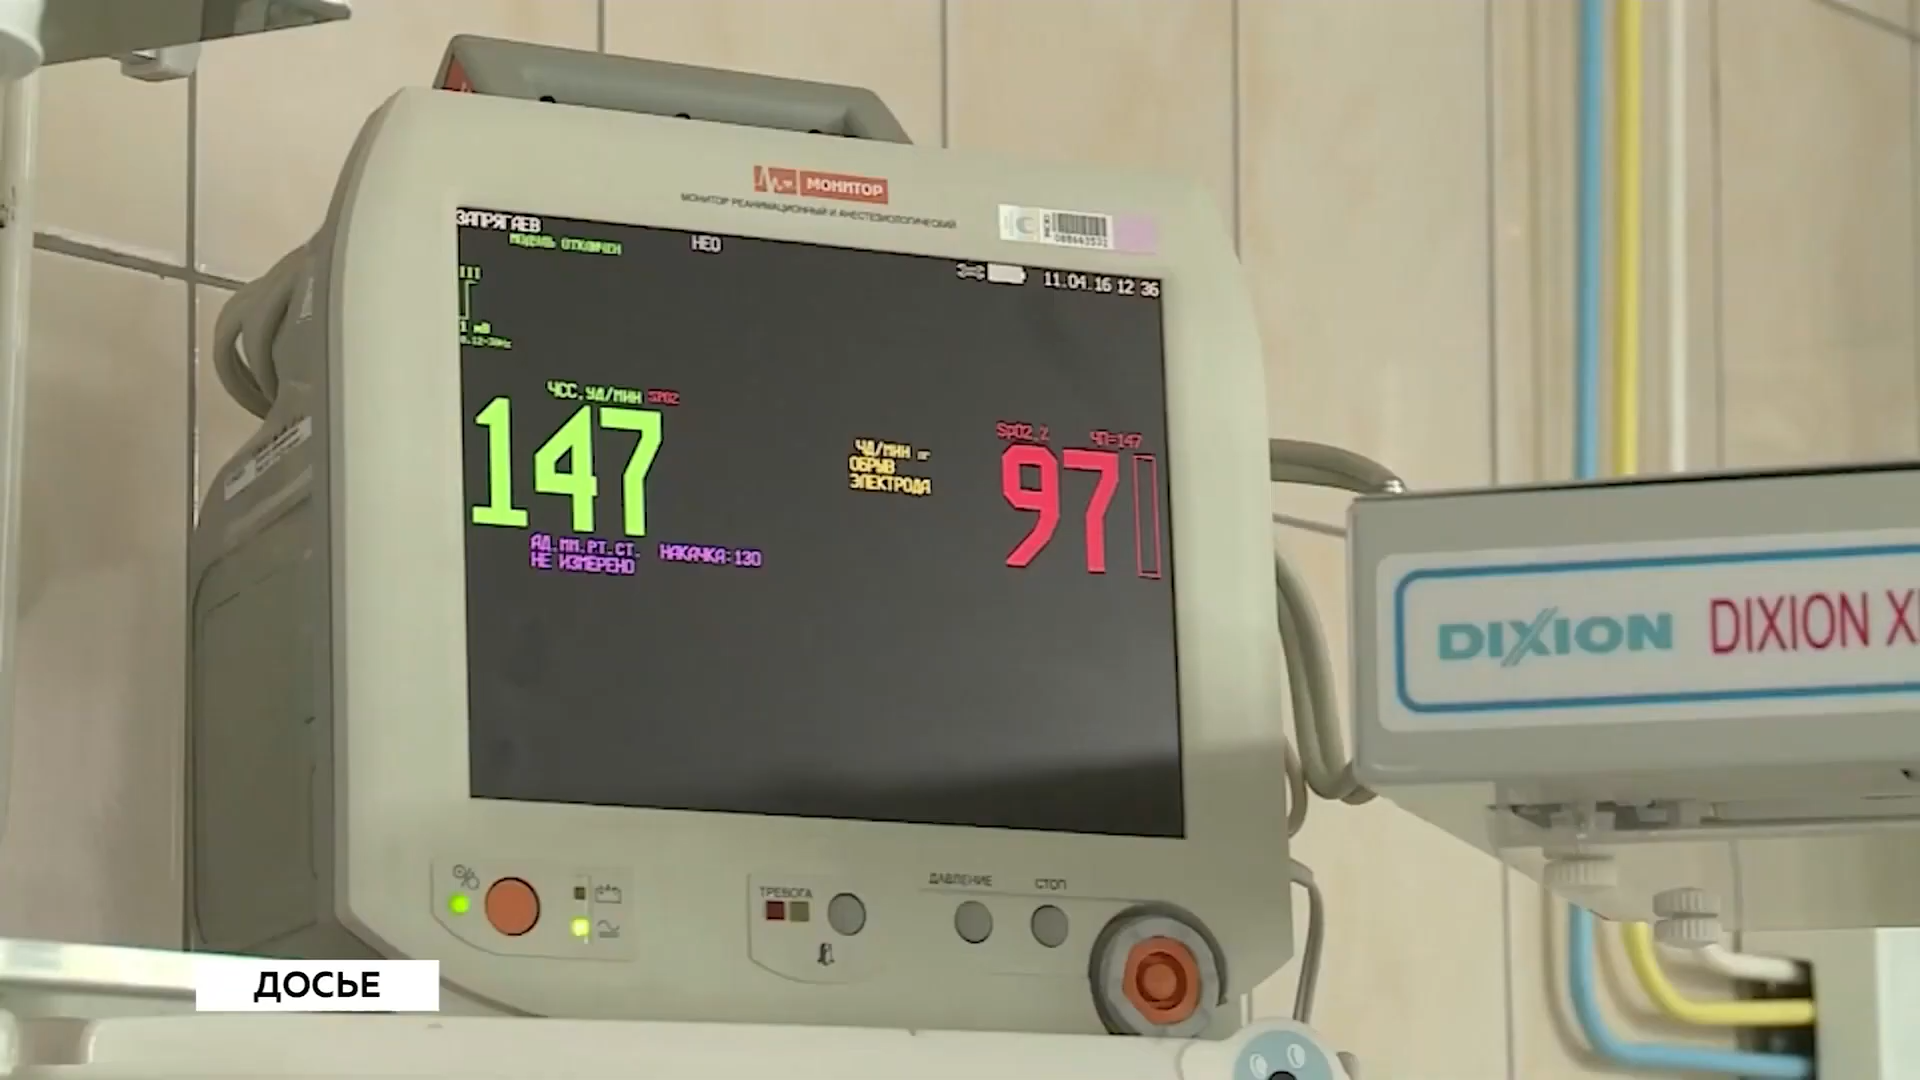 МОНИТОР
МОНИТОР РЕАНИМАЦИОННЫЙ И АНЕСТЕЗИОЛОГИЧЕСКИЙ
ЗАПРЯГАЕВ
МОДУЛЬ ОТКЛЮЧЕН
НЕО
11.04.16 12 36
III
1 мВ
ЧСС.УД/МИН SPO2
147
ЧД/МИН
ОБРЫВ
ЭЛЕКТРОДА
SpO2.% ЧП=147
97
АД.ММ.РТ.СТ. НАКАЧКА:130
НЕ ИЗМЕРЕНО
DIXION DIXION X
ТРЕВОГА
ДАВЛЕНИЕ
СТОП
ДОСЬЕ